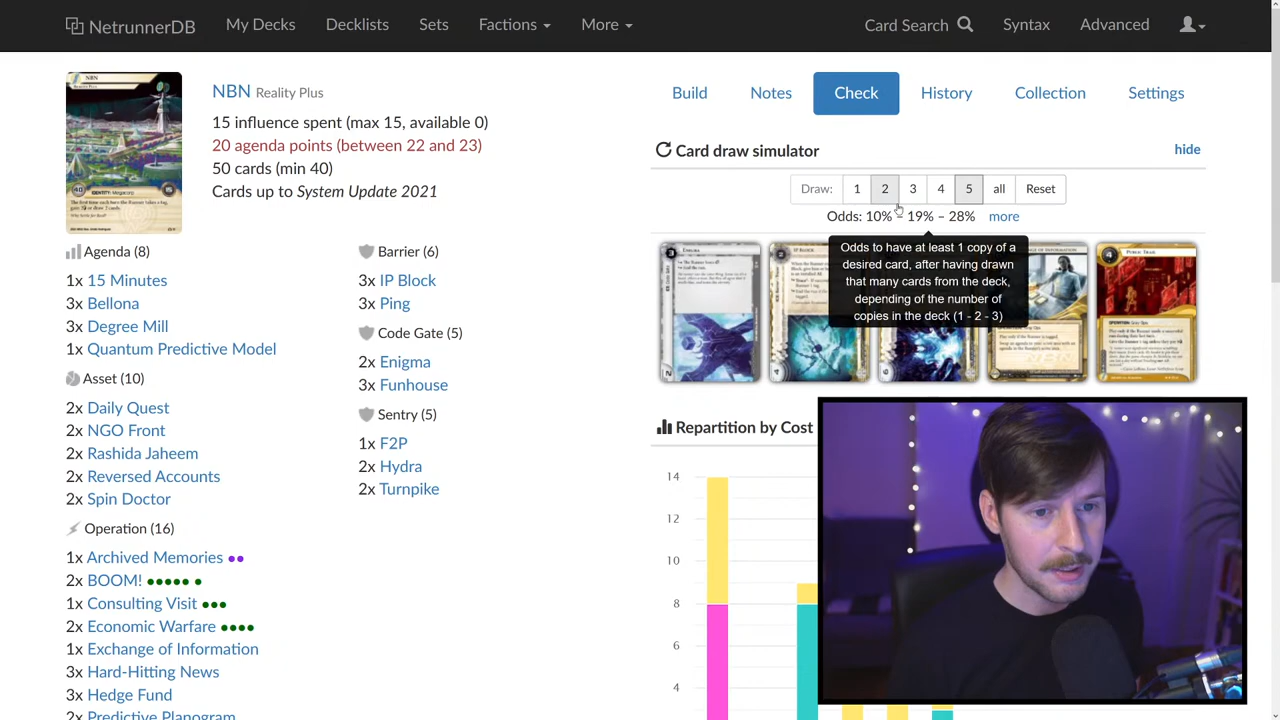 NetrunnerDB
My Decks
Decklists
Sets
Factions
More
Card Search
Syntax
Advanced
NBN Reality Plus
15 influence spent (max 15, available 0)
20 agenda points (between 22 and 23)
50 cards (min 40)
Cards up to System Update 2021
Agenda (8)
1x 15 Minutes
3x Bellona
3x Degree Mill
1x Quantum Predictive Model
Asset (10)
2x Daily Quest
2x NGO Front
2x Rashida Jaheem
2x Reversed Accounts
2x Spin Doctor
Operation (16)
1x Archived Memories
2x BOOM!
1x Consulting Visit
2x Economic Warfare
1x Exchange of Information
3x Hard-Hitting News
3x Hedge Fund
2x Predictive Planogram
Barrier (6)
3x IP Block
3x Ping
Code Gate (5)
2x Enigma
3x Funhouse
Sentry (5)
1x F2P
2x Hydra
2x Turnpike
Build
Notes
Check
History
Collection
Settings
Card draw simulator
hide
Draw: 1 2 3 4 5 all Reset
Odds: 10% – 19% – 28% more
Odds to have at least 1 copy of a
desired card, after having drawn
that many cards from the deck,
depending of the number of
copies in the deck (1 - 2 - 3)
Enigma
IP Block
Public Trail
Repartition by Cost
14
12
10
8
6
4